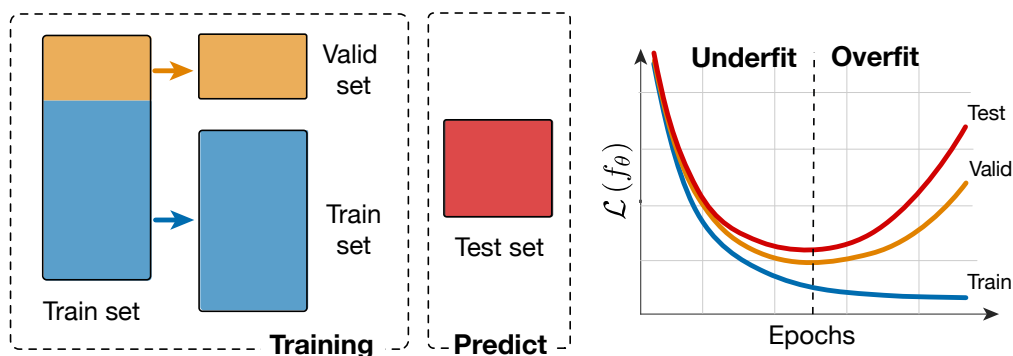 Valid
set
Train
set
Train set
Training
Test set
Predict
Underfit Overfit
Test
Valid
Train
ℒ(f_θ)
Epochs